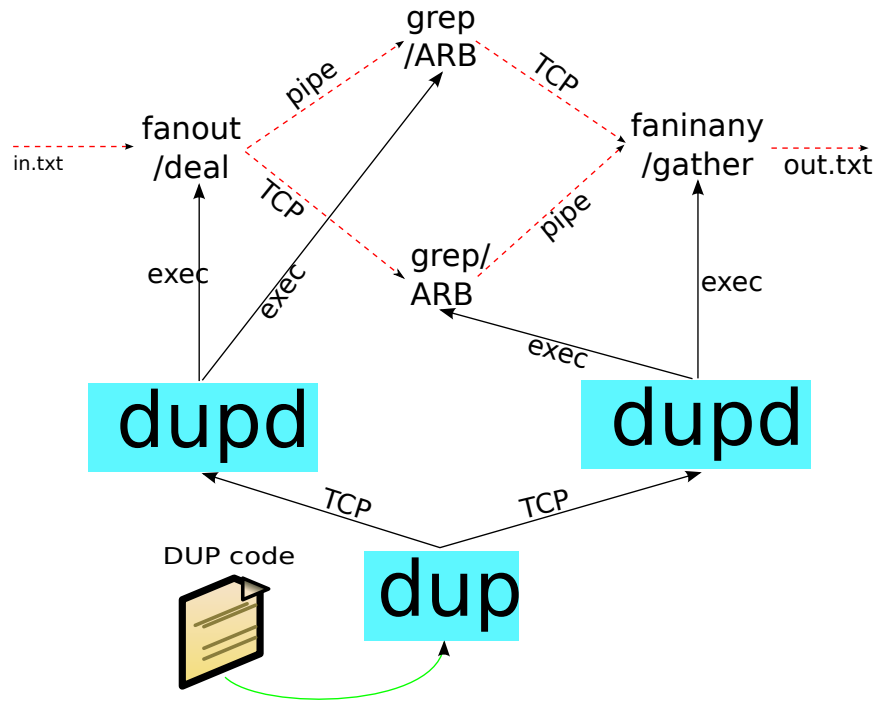 grep
/ARB
pipe
TCP
fanout
/deal
faninany
/gather
in.txt
out.txt
TCP
pipe
grep/
ARB
exec
exec
exec
exec
dupd
dupd
TCP
TCP
DUP code
dup